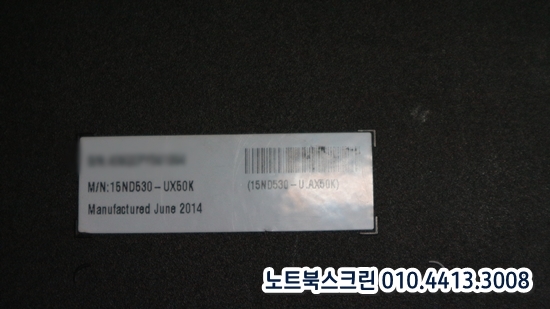 M/N:15ND530-UX50K
(15ND530-U.AX50K)
Manufactured June 2014
노트북스크린 010.4413.3008